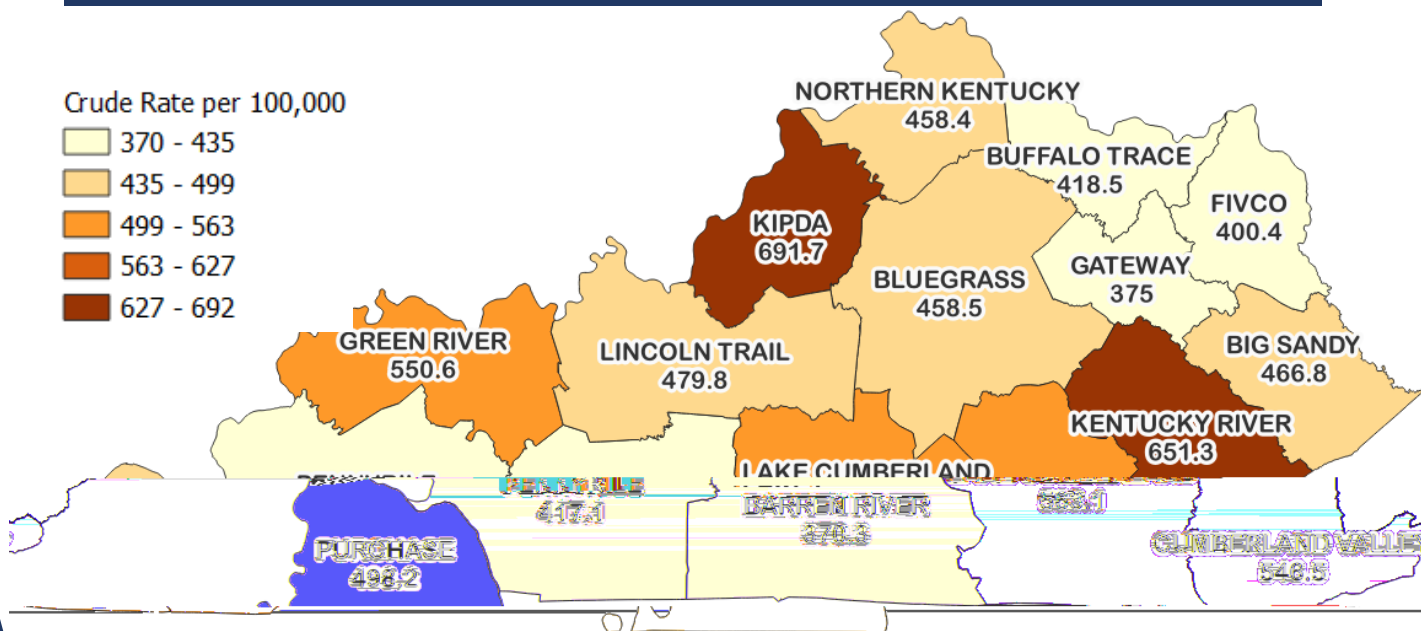 Crude Rate per 100,000
370 - 435
435 - 499
499 - 563
563 - 627
627 - 692
NORTHERN KENTUCKY
458.4
BUFFALO TRACE
418.5
FIVCO
400.4
KIPDA
691.7
GATEWAY
375
BLUEGRASS
458.5
GREEN RIVER
550.6
LINCOLN TRAIL
479.8
BIG SANDY
466.8
KENTUCKY RIVER
651.3
LAKE CUMBERLAND
417.1
BARREN RIVER
PURCHASE
498.2
CUMBERLAND VALLE